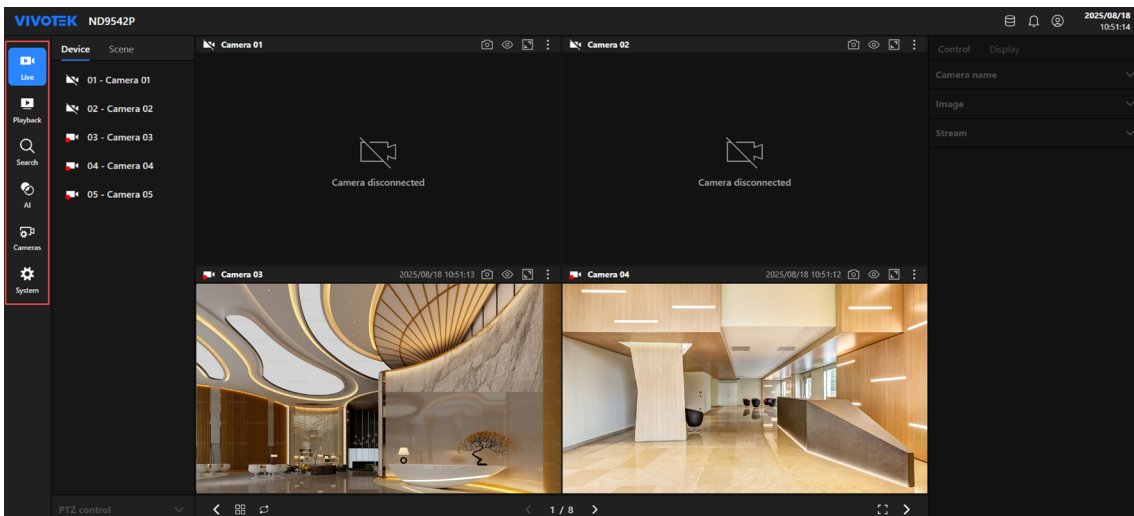 VIVOTEK ND9542P
2025/08/18
10:51:14
Live
Playback
Search
AI
Cameras
System
Device Scene
01 - Camera 01
02 - Camera 02
03 - Camera 03
04 - Camera 04
05 - Camera 05
PTZ control
Camera 01
Camera disconnected
Camera 02
Camera disconnected
Camera 03 2025/08/18 10:51:13
Camera 04 2025/08/18 10:51:12
1 / 8
Control Display
Camera name
Image
Stream